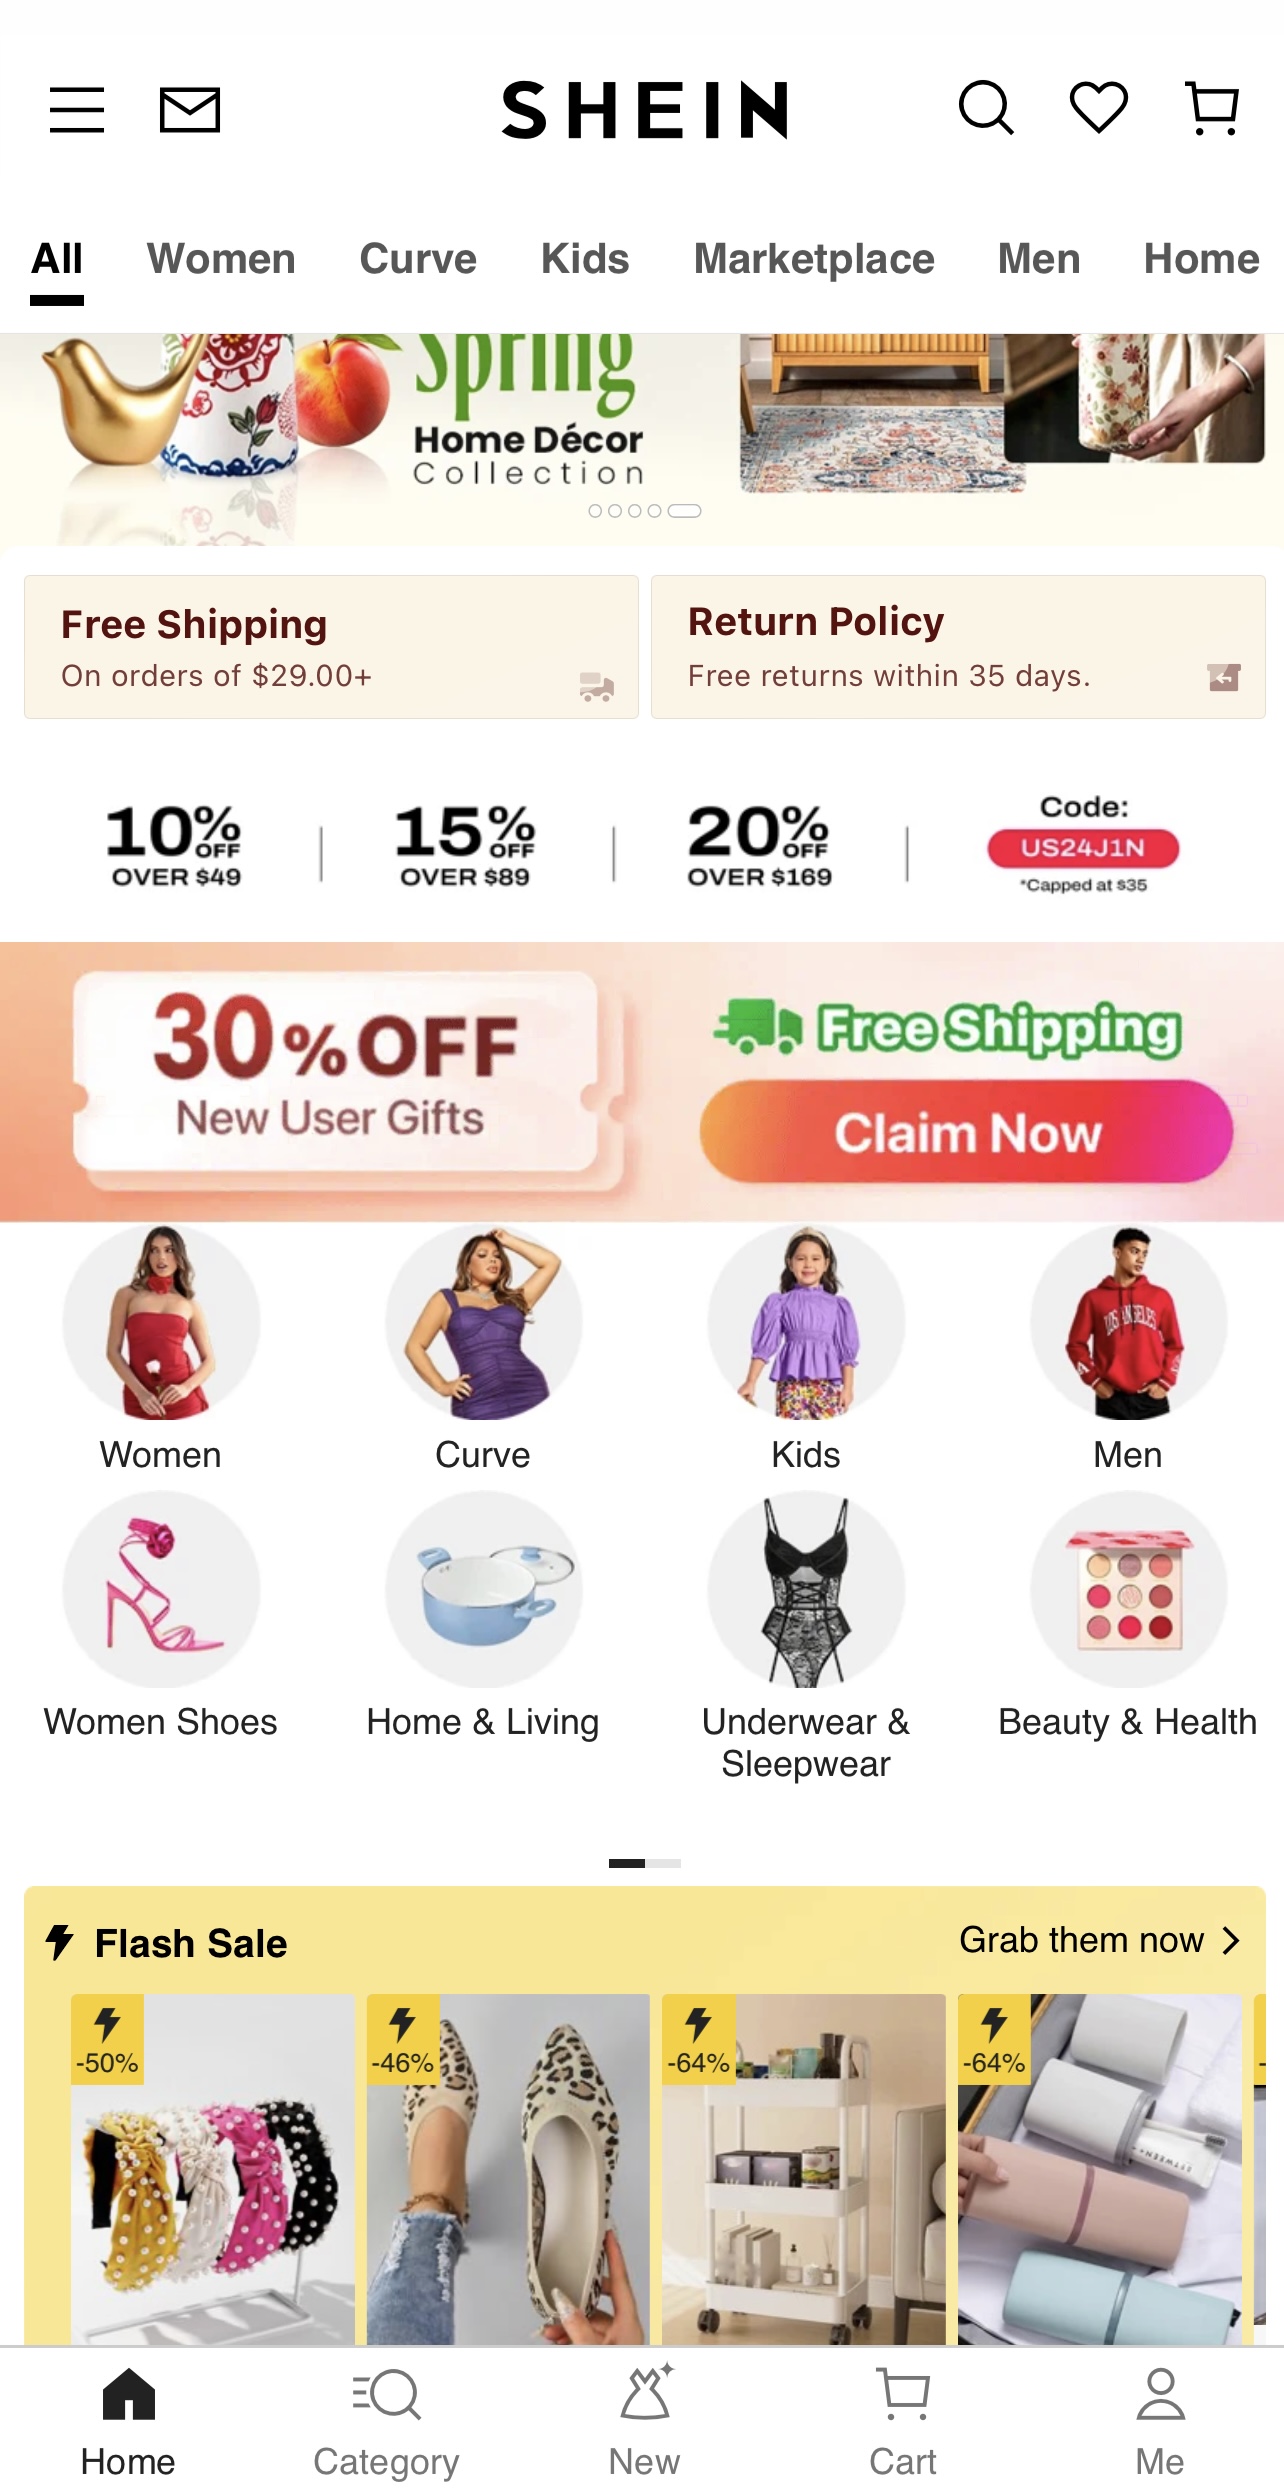 SHEIN
All Women Curve Kids Marketplace Men Home
Spring
Home Décor
Collection
Free Shipping
On orders of $29.00+
Return Policy
Free returns within 35 days.
10% OFF
OVER $49
15% OFF
OVER $89
20% OFF
OVER $169
Code:
US24J1N
*Capped at $35
30% OFF
New User Gifts
Free Shipping
Claim Now
LOS ANGELES
Women Curve Kids Men
Women Shoes Home & Living Underwear & Sleepwear Beauty & Health
Flash Sale
Grab them now
-50% -46% -64% -64%
Home Category New Cart Me